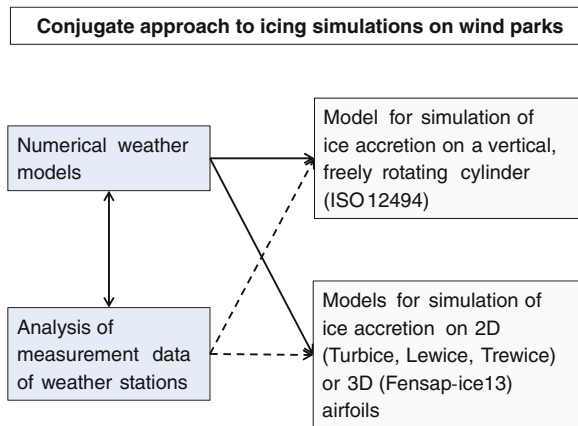 Conjugate approach to icing simulations on wind parks
Numerical weather
models
Model for simulation of
ice accretion on a vertical,
freely rotating cylinder
(ISO 12494)
Analysis of
measurement data
of weather stations
Models for simulation of
ice accretion on 2D
(Turbice, Lewice, Trewice)
or 3D (Fensap-ice13)
airfoils